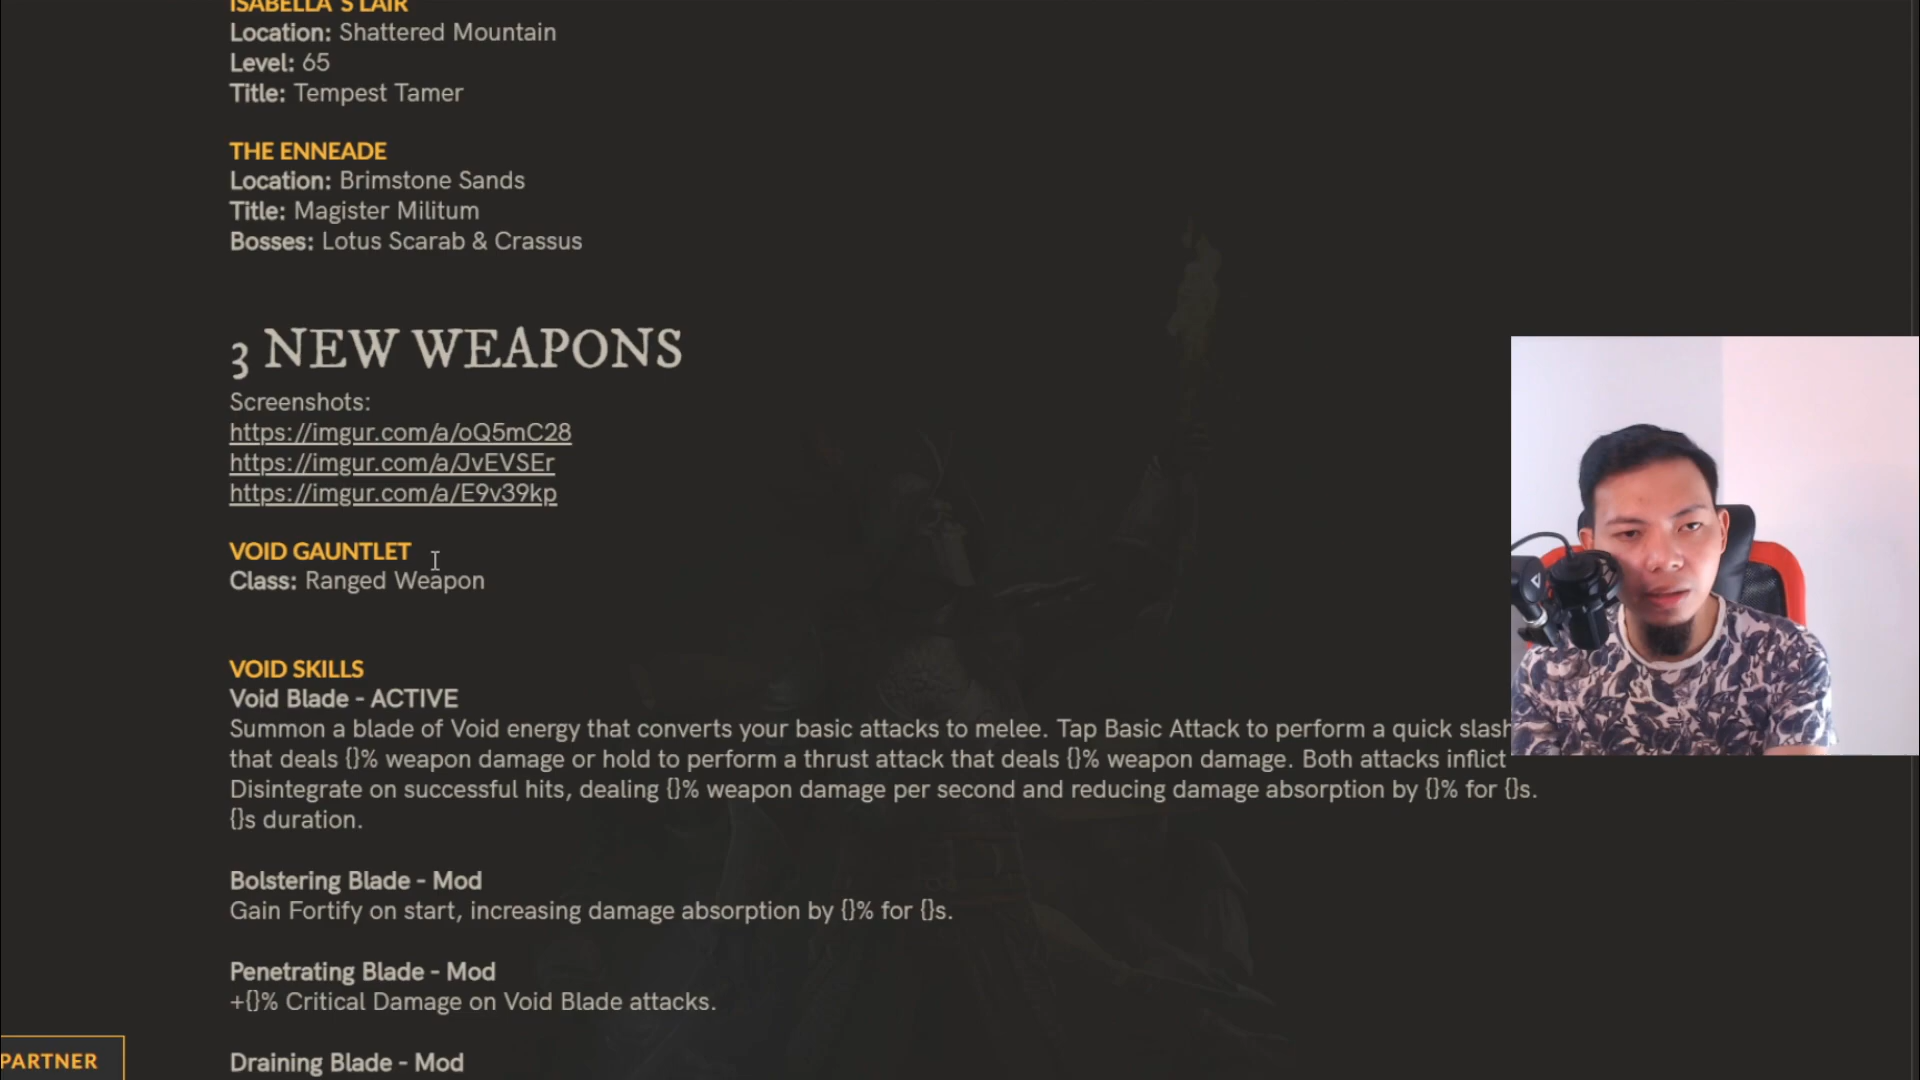 ISABELLA`S LAIR
Location: Shattered Mountain
Level: 65
Title: Tempest Tamer
THE ENNEADE
Location: Brimstone Sands
Title: Magister Militum
Bosses: Lotus Scarab & Crassus
3 NEW WEAPONS
Screenshots:
https://imgur.com/a/oQ5mC28
https://imgur.com/a/JvEVSEr
https://imgur.com/a/E9v39kp
VOID GAUNTLET
Class: Ranged Weapon
VOID SKILLS
Void Blade - ACTIVE
Summon a blade of Void energy that converts your basic attacks to melee. Tap Basic Attack to perform a quick slash
that deals {}% weapon damage or hold to perform a thrust attack that deals {}% weapon damage. Both attacks inflict
Disintegrate on successful hits, dealing {}% weapon damage per second and reducing damage absorption by {}% for {}s.
{}s duration.
Bolstering Blade - Mod
Gain Fortify on start, increasing damage absorption by {}% for {}s.
Penetrating Blade - Mod
+{}% Critical Damage on Void Blade attacks.
Draining Blade - Mod
PARTNER